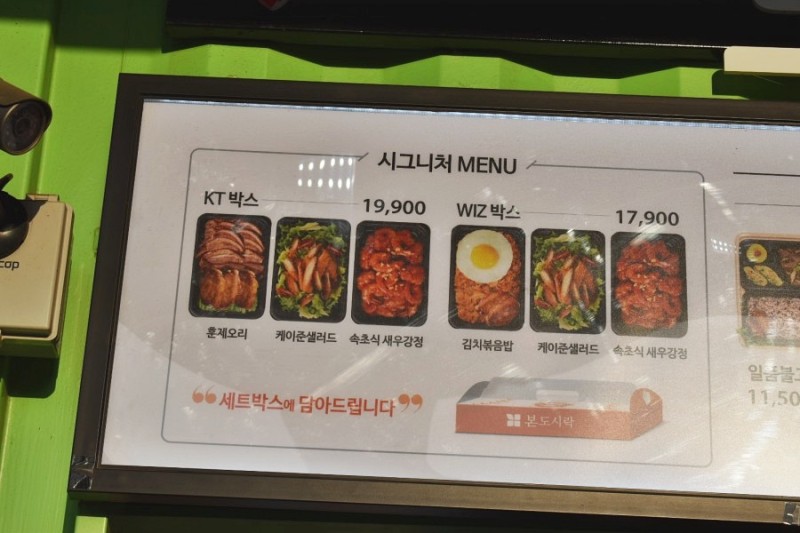 시그니처 MENU
KT 박스 19,900
WIZ 박스 17,900
훈제오리 케이준샐러드 속초식 새우강정
김치볶음밥 케이준샐러드 속초식 새우강정
❝세트박스에 담아드립니다❞
본도시락
일품불
11,50
cop